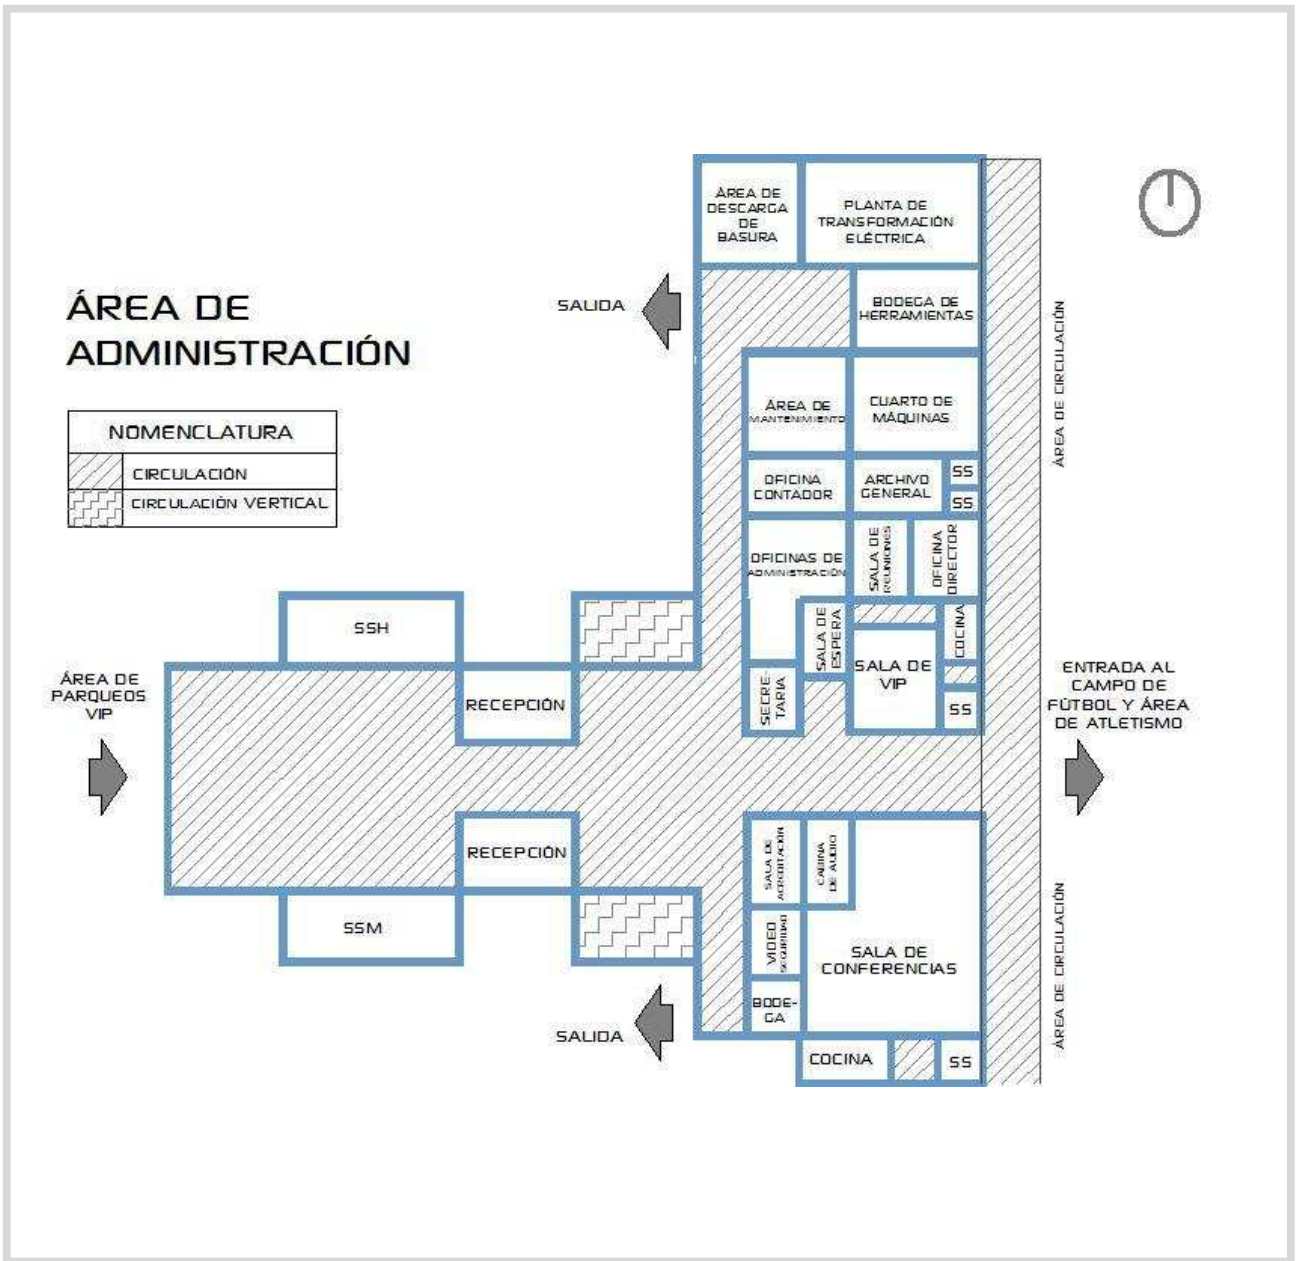 ÁREA DE
ADMINISTRACIÓN
NOMENCLATURA
CIRCULACIÓN
CIRCULACIÓN VERTICAL
ÁREA DE
DESCARGA
DE
BASURA
PLANTA DE
TRANSFORMACIÓN
ELÉCTRICA
SALIDA
BODEGA DE
HERRAMIENTAS
ÁREA DE
MANTENIMIENTO
CUARTO DE
MÁQUINAS
ÁREA DE CIRCULACIÓN
OFICINA
CONTADOR
ARCHIVO
GENERAL
SS
SS
OFICINAS DE
ADMINISTRACIÓN
SALA DE
REUNIONES
OFICINA
DIRECTOR
SSH
SALA DE
ESPERA
COCINA
SALA DE
VIP
SECRE-
TARIA
SS
ÁREA DE
PARQUEOS
VIP
RECEPCIÓN
ENTRADA AL
CAMPO DE
FÚTBOL Y ÁREA
DE ATLETISMO
RECEPCIÓN
SALA DE
ACREDITACIÓN
CABINA
DE AUDIO
SSM
VIDEO
SEGURIDAD
SALA DE
CONFERENCIAS
ÁREA DE CIRCULACIÓN
BODE-
GA
SALIDA
COCINA
SS